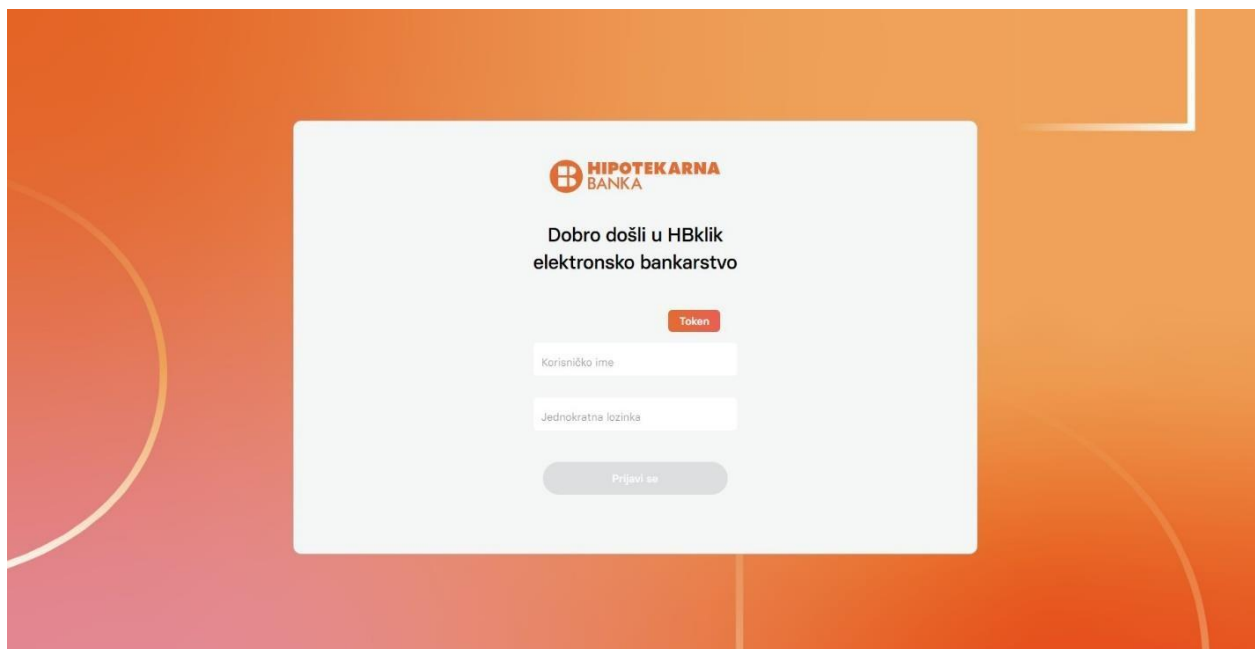 HIPOTEKARNA
BANKA
Dobro došli u HBklik
elektronsko bankarstvo
Token
Korisničko ime
Jednokratna lozinka
Prijavi se